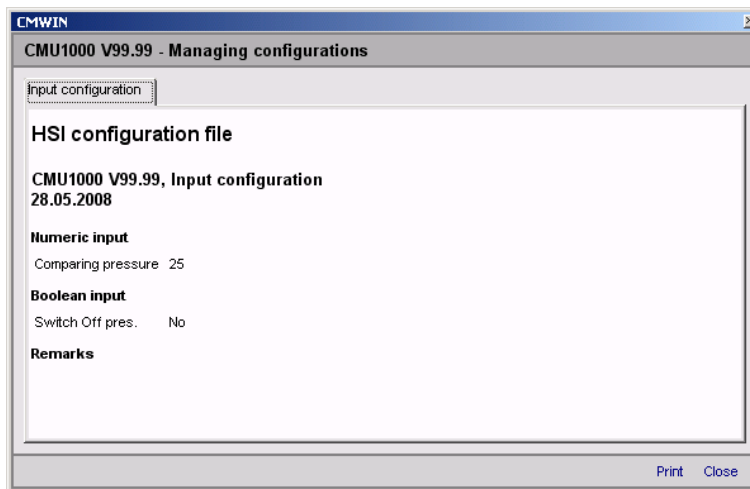 CMWIN
CMU1000 V99.99 - Managing configurations
Input configuration
HSI configuration file
CMU1000 V99.99, Input configuration
28.05.2008
Numeric input
Comparing pressure 25
Boolean input
Switch Off pres. No
Remarks
Print Close